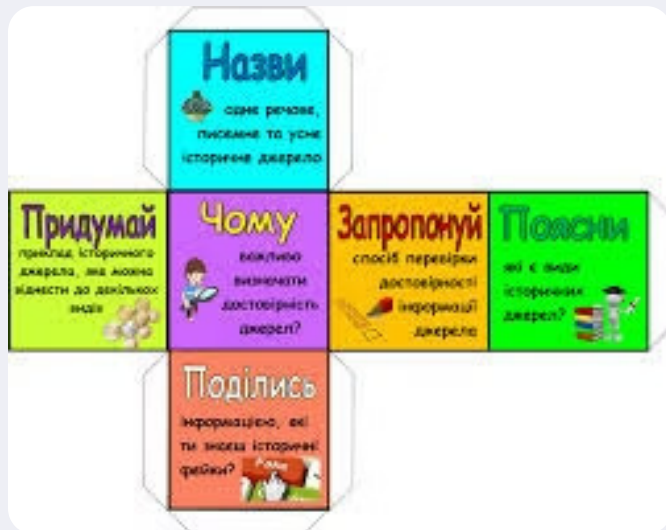 Назви
одне речове,
писемне та усне
історичне джерело
Придумай
приклад історичного
джерела, яке можна
віднести до декількох
видів
Чому
важливо
визначати
достовірність
джерел?
Запропонуй
спосіб перевірки
достовірності
інформації
джерела
Поясни
які є види
історичних
джерел?
Поділись
інформацією, які
ти знаєш історичні
фейки?